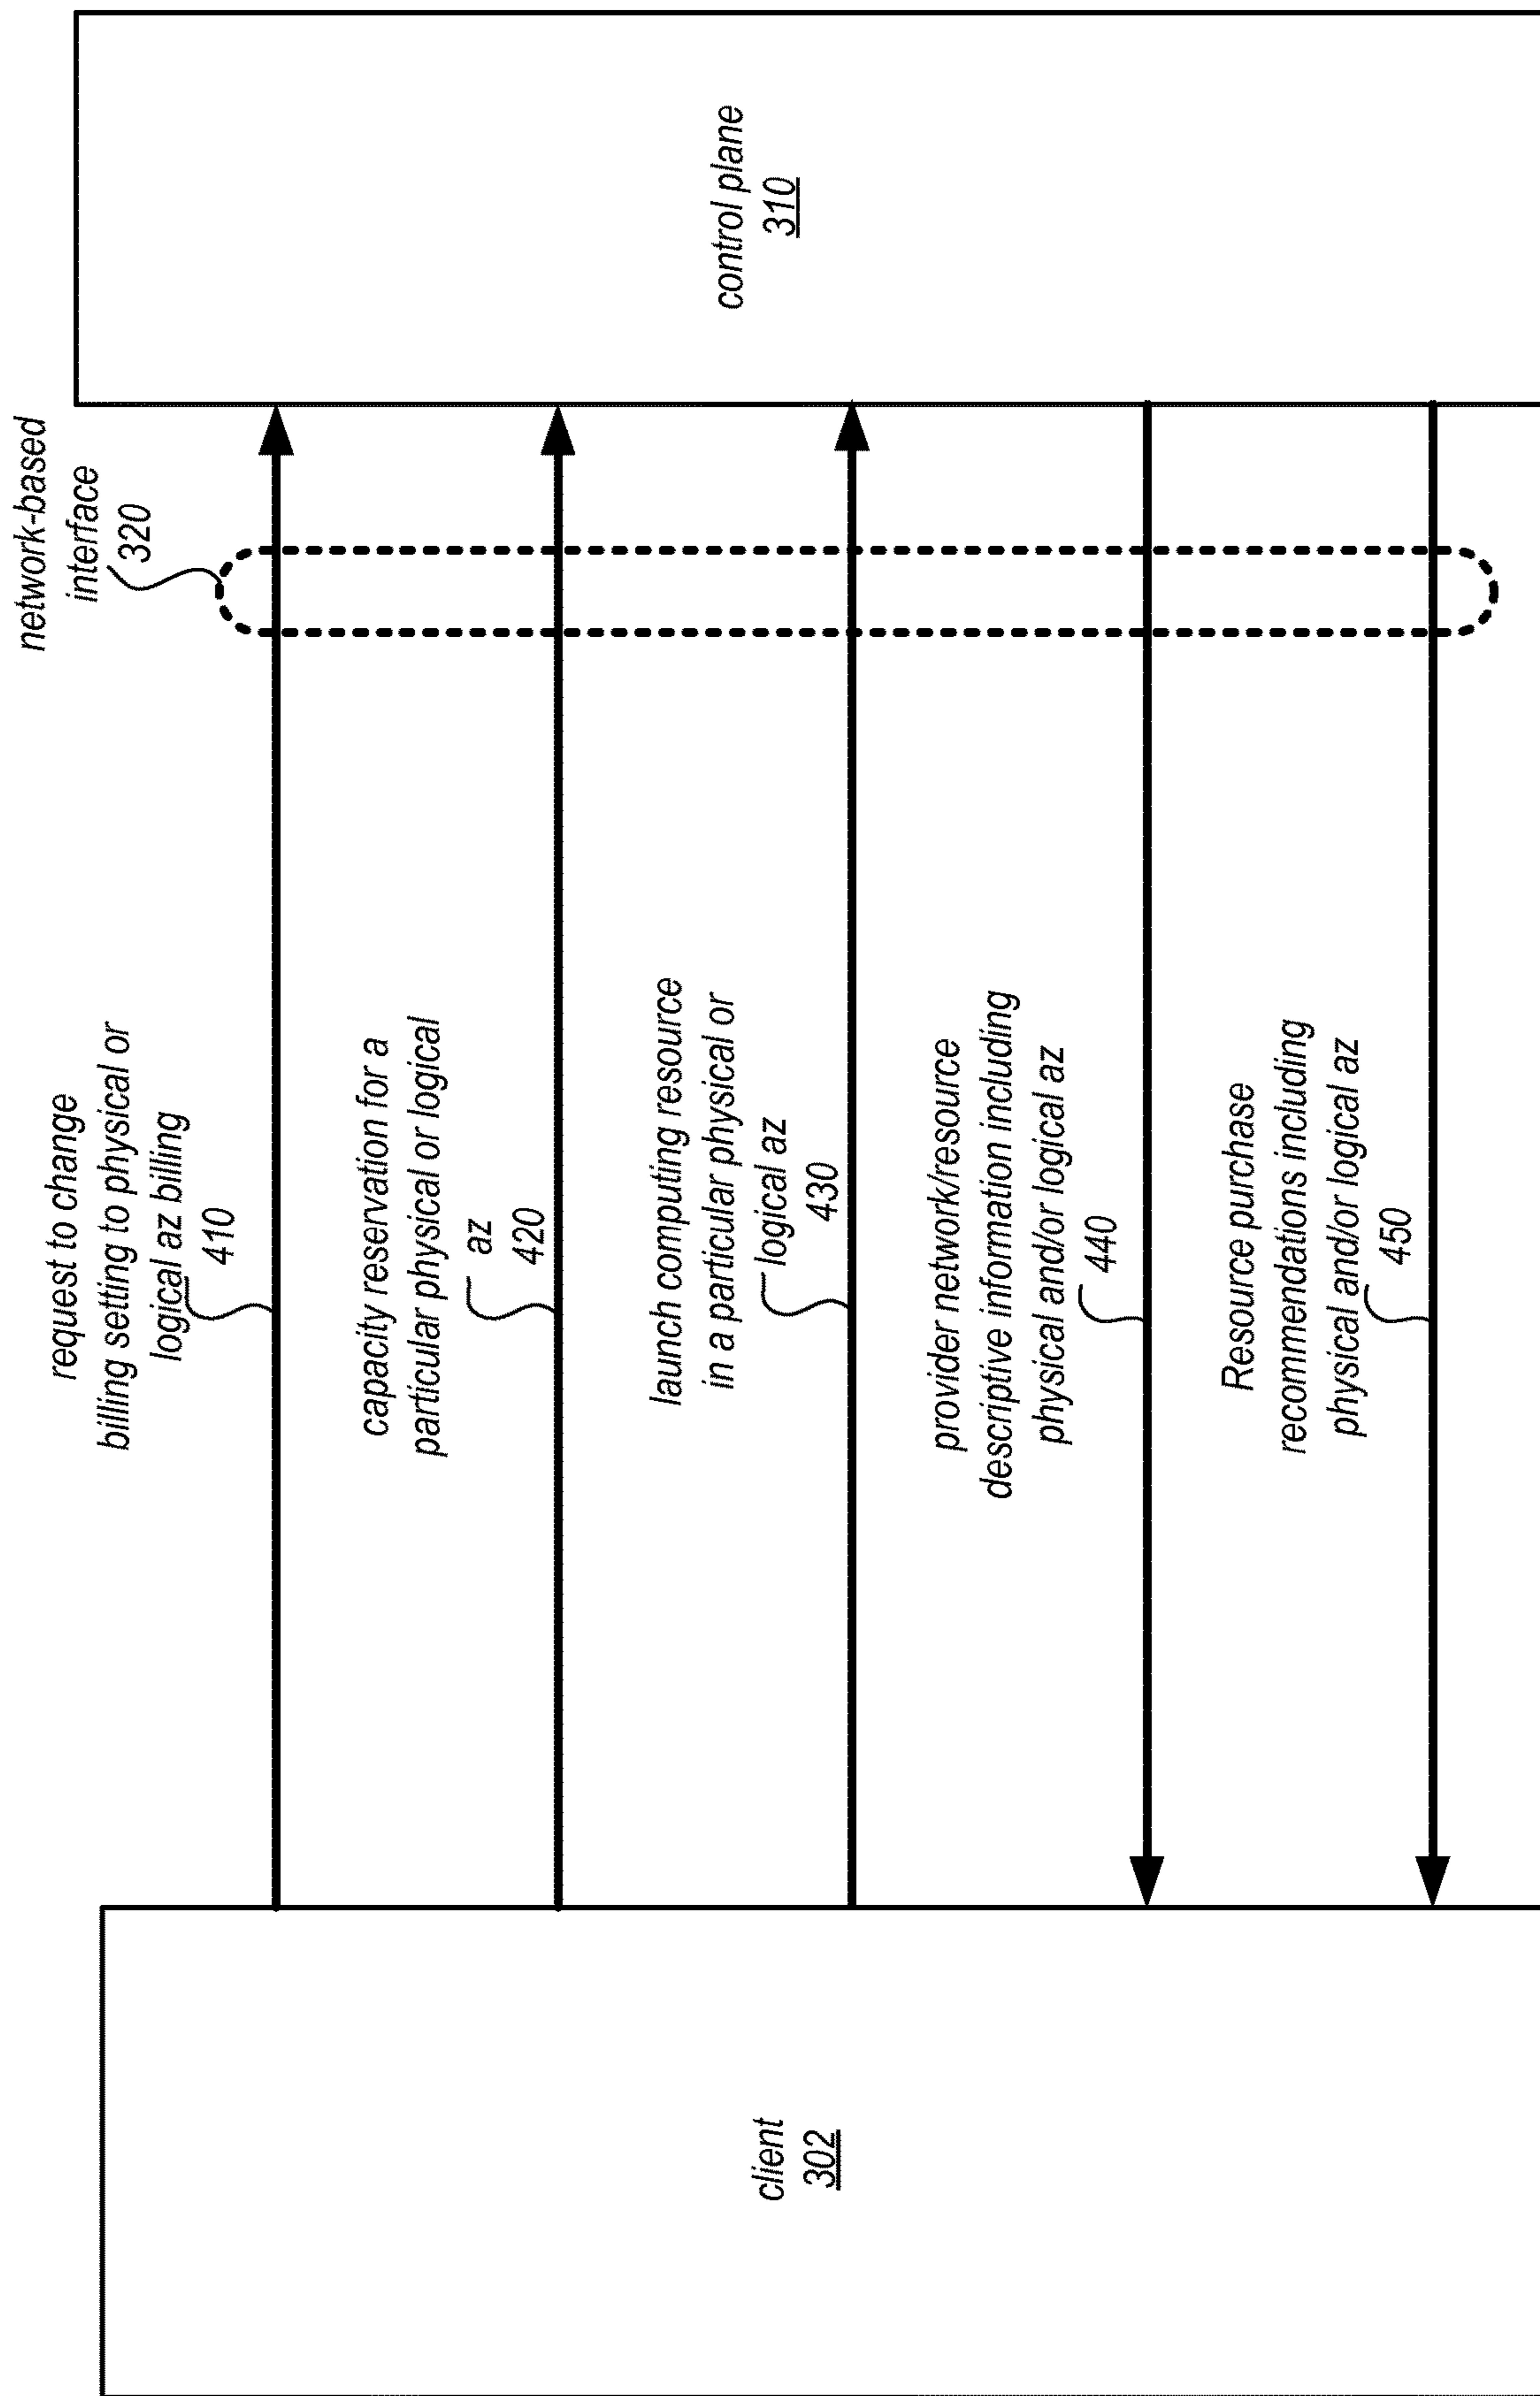 network-based
interface
320
client
302
control plane
310
request to change
billing setting to physical or
logical az billing
410
capacity reservation for a
particular physical or logical
az
420
launch computing resource
in a particular physical or
logical az
430
provider network/resource
descriptive information including
physical and/or logical az
440
Resource purchase
recommendations including
physical and/or logical az
450